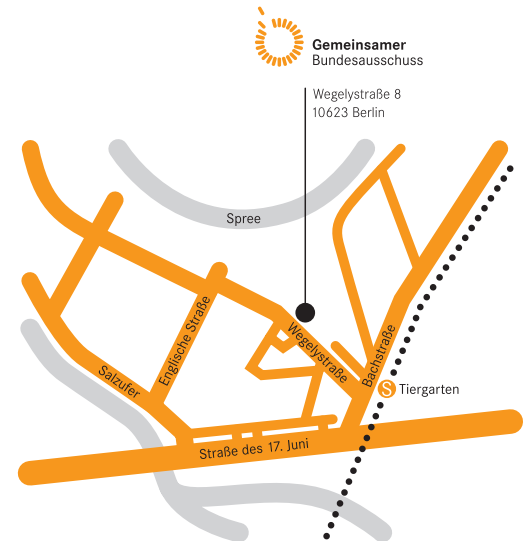 Gemeinsamer
Bundesausschuss
Wegelystraße 8
10623 Berlin
Spree
Englische Straße
Wegelystraße
Bachstraße
Salzufer
S Tiergarten
Straße des 17. Juni